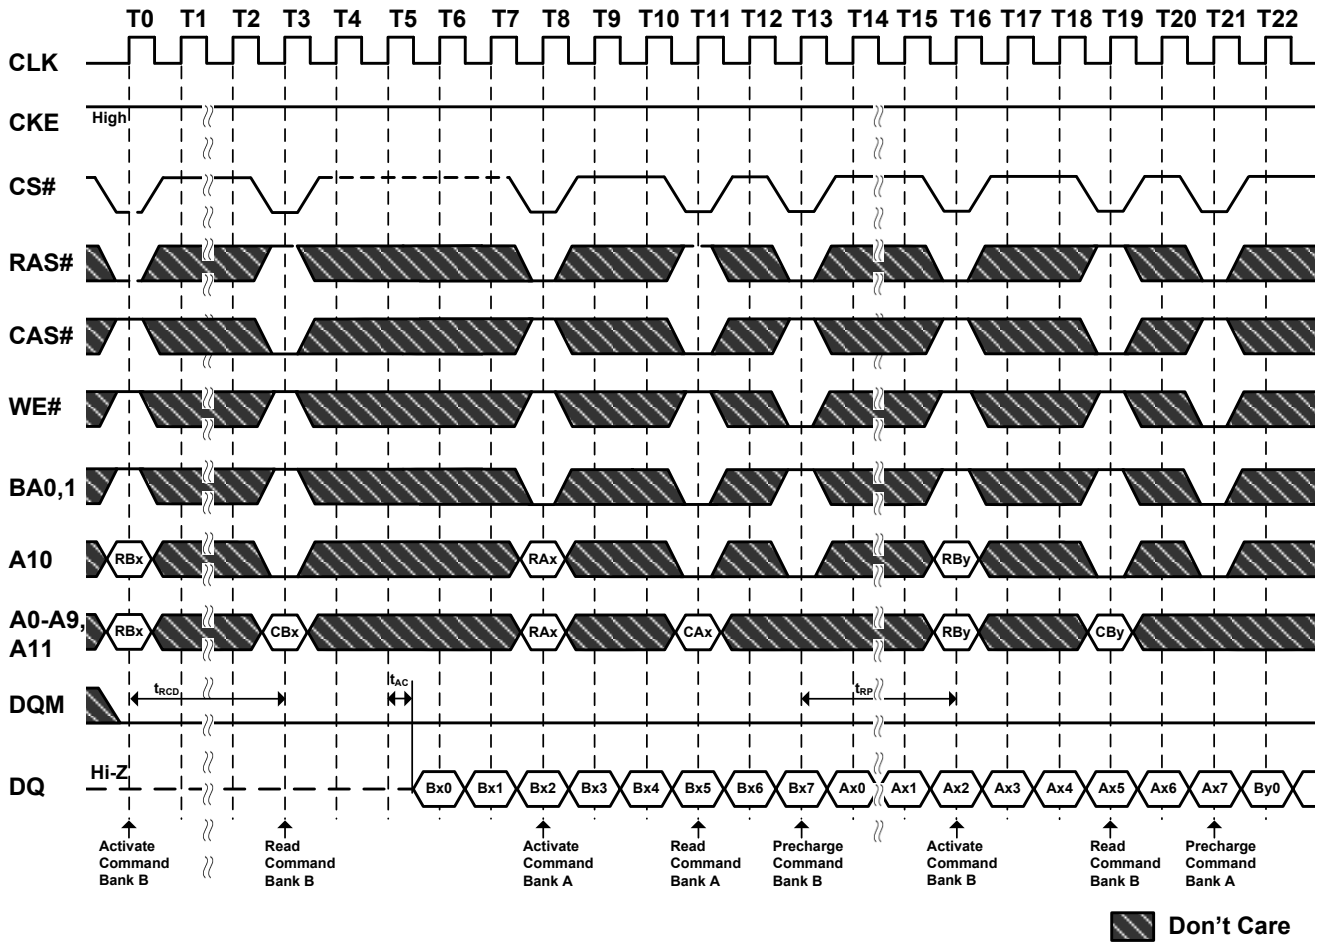 T0 T1 T2 T3 T4 T5 T6 T7 T8 T9 T10 T11 T12 T13 T14 T15 T16 T17 T18 T19 T20 T21 T22
CLK
CKE High
CS#
RAS#
CAS#
WE#
BA0,1
A10 RBx RAx RBy
A0-A9,
A11 RBx CBx RAx CAx RBy CBy
DQM tRCD tAC tRP
DQ Hi-Z Bx0 Bx1 Bx2 Bx3 Bx4 Bx5 Bx6 Bx7 Ax0 Ax1 Ax2 Ax3 Ax4 Ax5 Ax6 Ax7 By0
Activate
Command
Bank B
Read
Command
Bank B
Activate
Command
Bank A
Read
Command
Bank A
Precharge
Command
Bank B
Activate
Command
Bank B
Read
Command
Bank B
Precharge
Command
Bank A
Don't Care